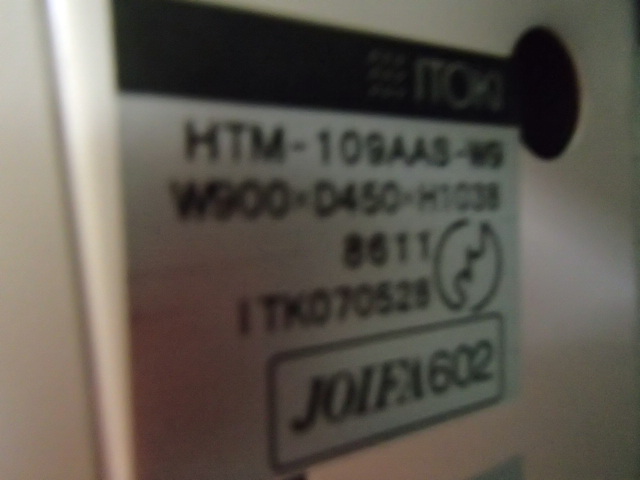 ITOKI
HTM-109AAS-W9
W900×D450×H1038
8611
ITK070528
JOIFA602